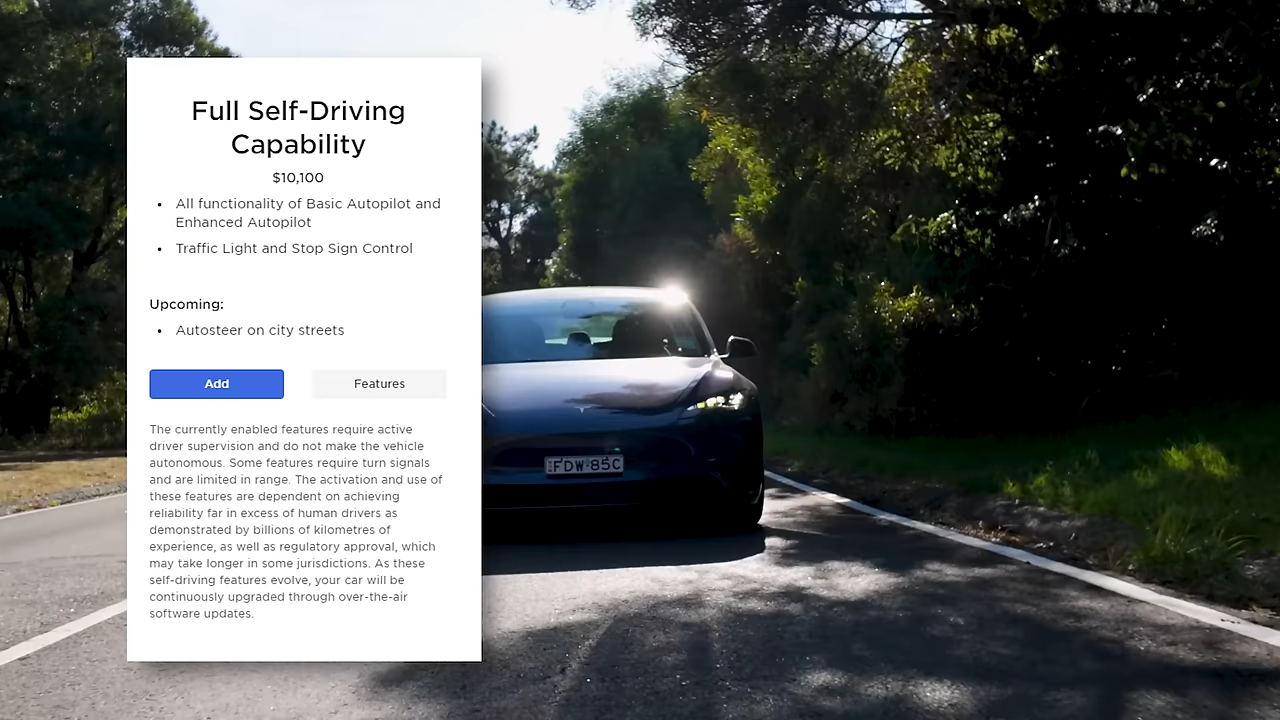 Full Self-Driving
Capability
$10,100
• All functionality of Basic Autopilot and
Enhanced Autopilot
• Traffic Light and Stop Sign Control
Upcoming:
• Autosteer on city streets
Add
Features
The currently enabled features require active
driver supervision and do not make the vehicle
autonomous. Some features require turn signals
and are limited in range. The activation and use of
these features are dependent on achieving
reliability far in excess of human drivers as
demonstrated by billions of kilometres of
experience, as well as regulatory approval, which
may take longer in some jurisdictions. As these
self-driving features evolve, your car will be
continuously upgraded through over-the-air
software updates.
FDW·85C